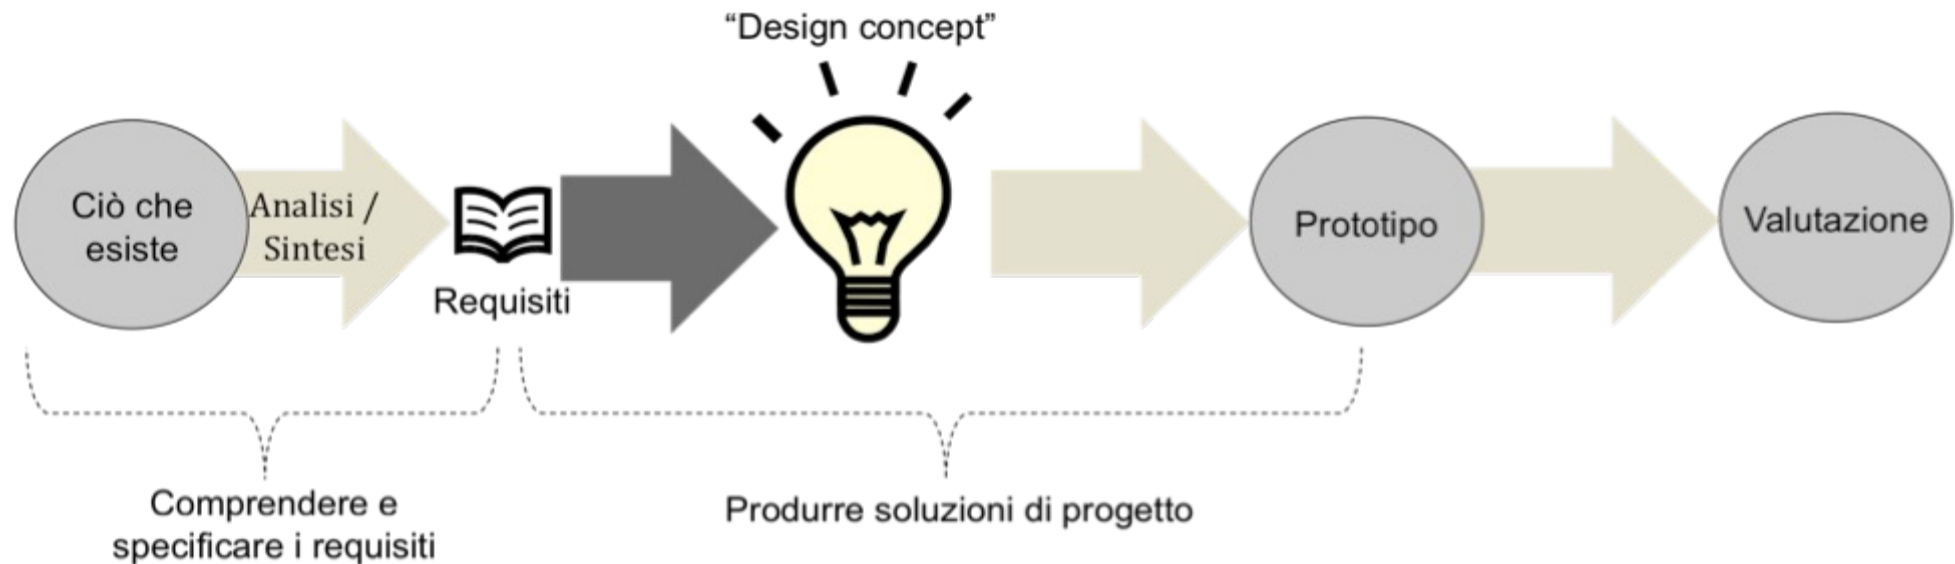 “Design concept”
Ciò che
esiste
Analisi /
Sintesi
Requisiti
Prototipo
Valutazione
Comprendere e
specificare i requisiti
Produrre soluzioni di progetto